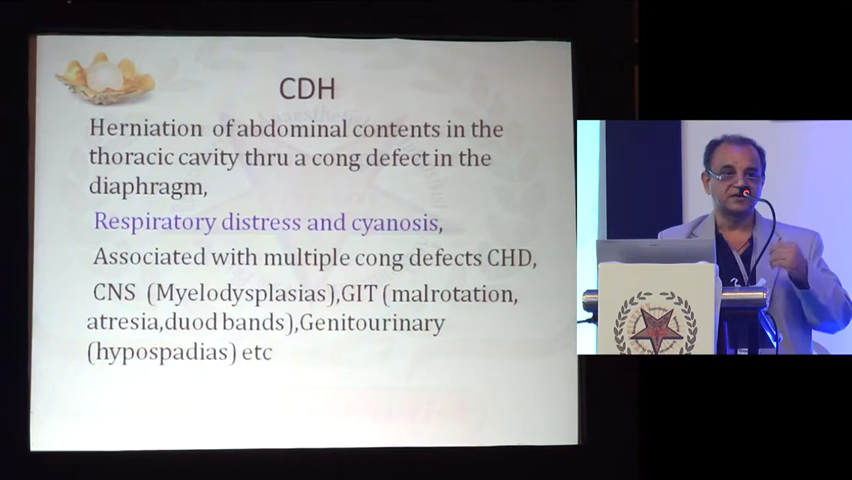 CDH
Herniation of abdominal contents in the
thoracic cavity thru a cong defect in the
diaphragm,
Respiratory distress and cyanosis,
Associated with multiple cong defects CHD,
CNS (Myelodysplasias),GIT (malrotation,
atresia,duod bands),Genitourinary
(hypospadias) etc